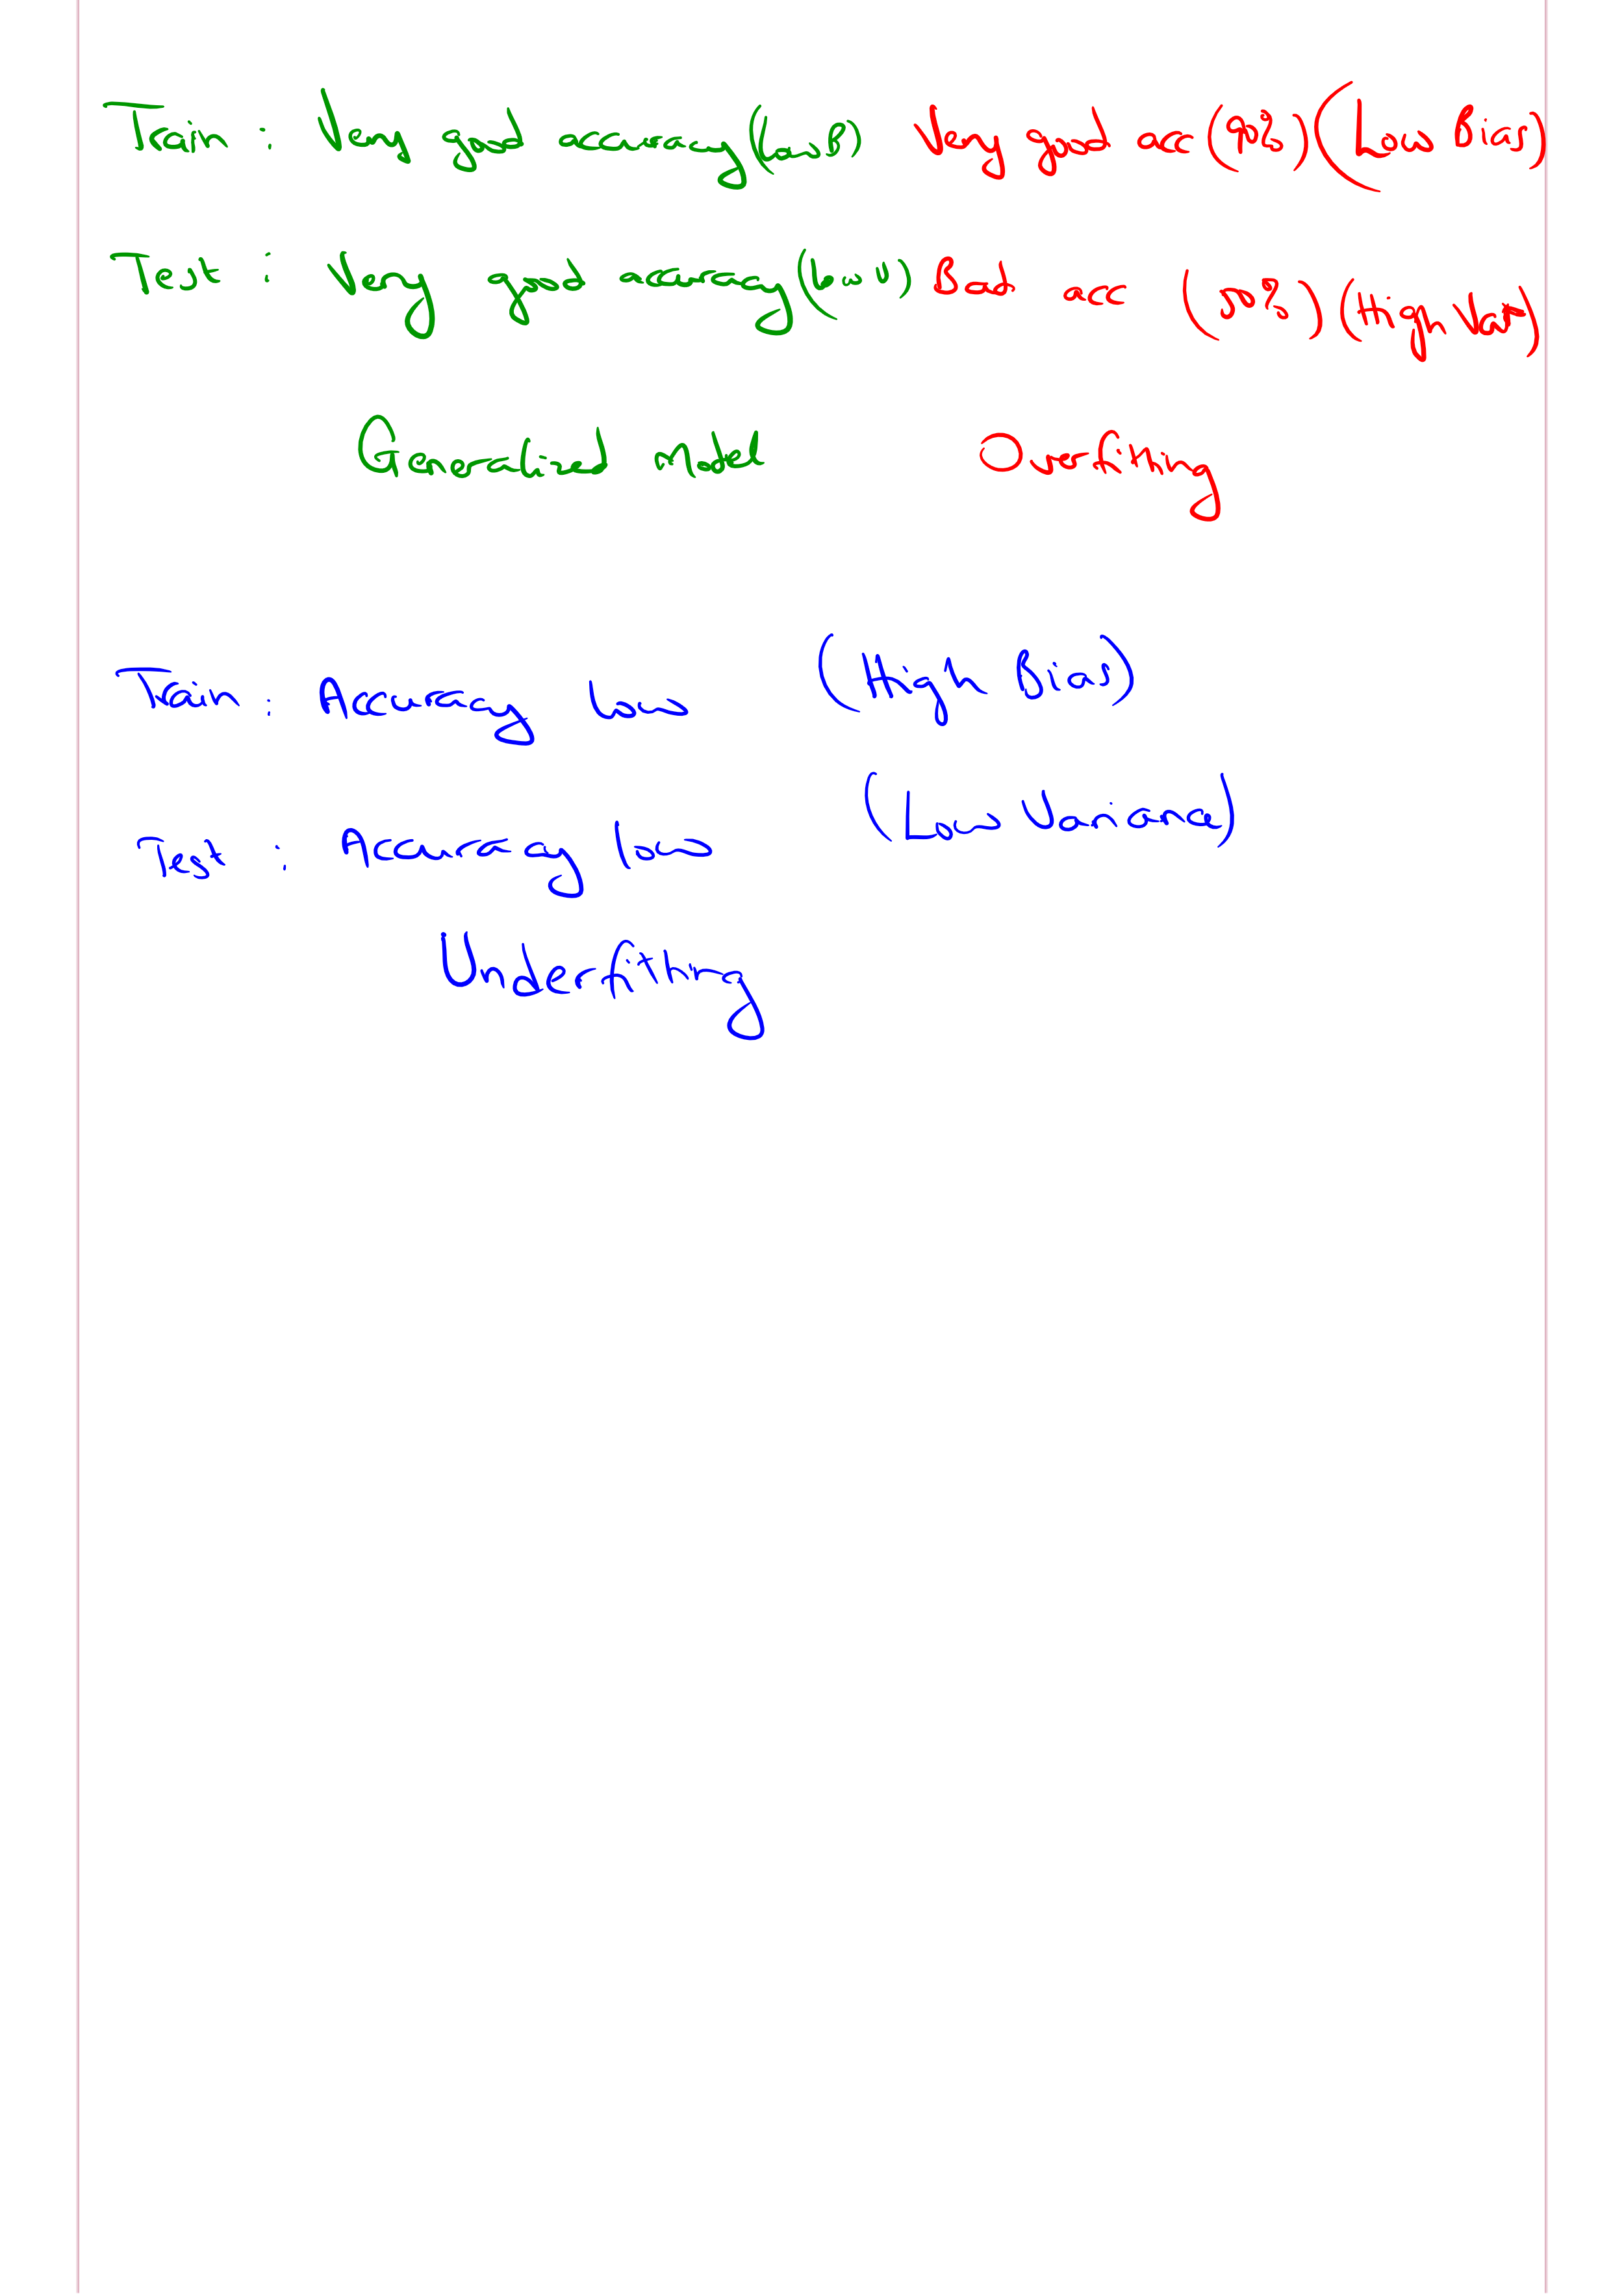 Train : Very good accuracy (Low B) Very good acc (90%) (Low Bias)
Test : Very good accuracy (Low V) Bad acc (50%) (High Var)
Generalized model Overfitting
Train : Accuracy low (High Bias)
Test : Accuracy low (Low Variance)
Underfitting